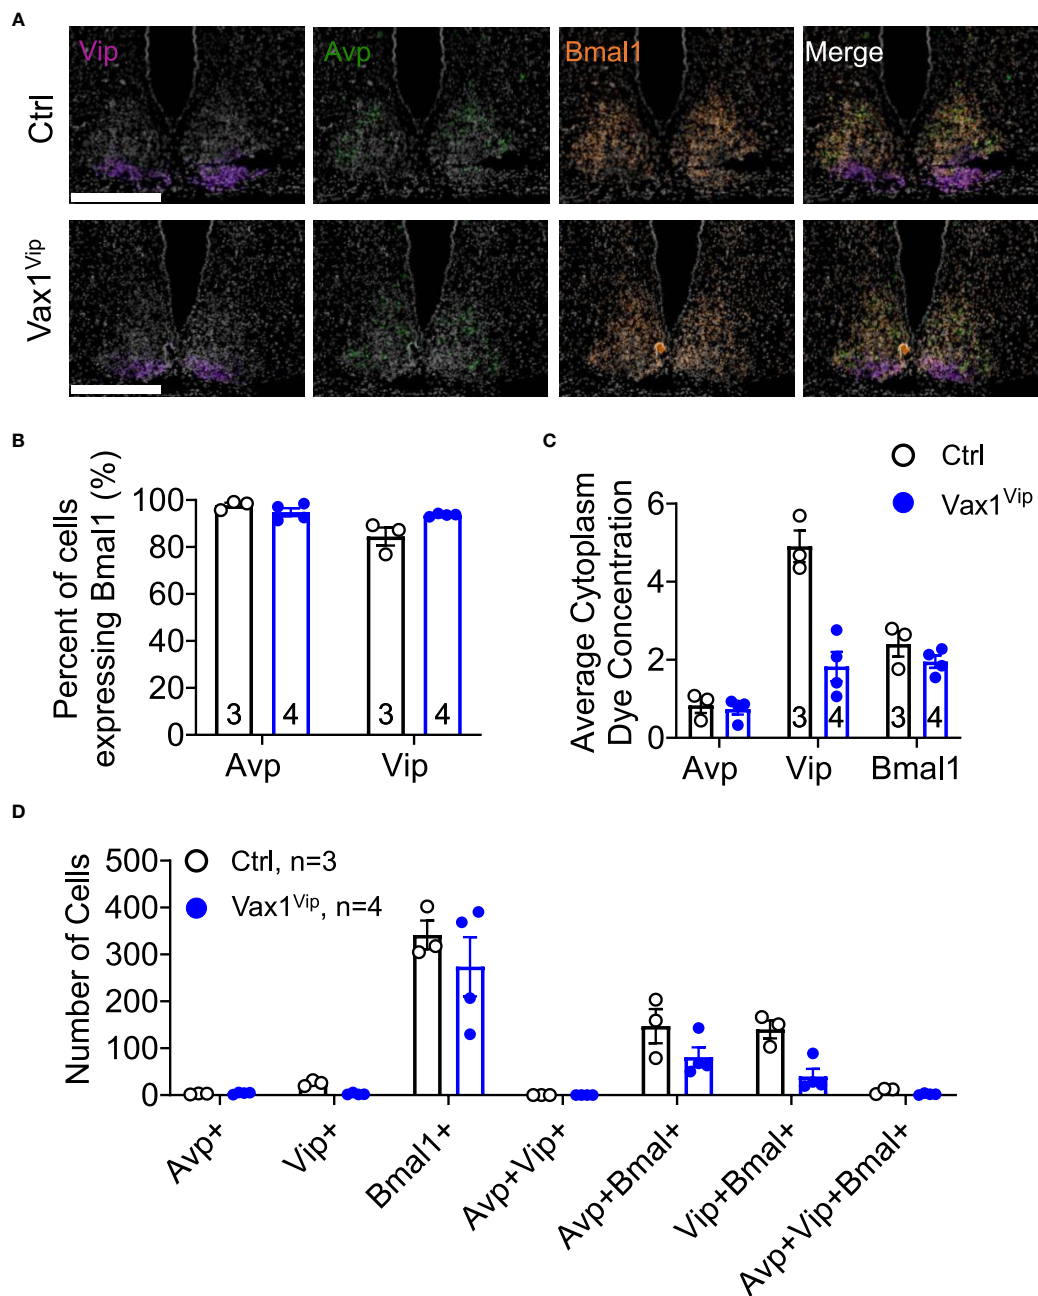 A
Vip
Avp
Bmal1
Merge
Ctrl
Vax1Vip
B
Percent of cells
expressing Bmal1 (%)
100
80
60
40
20
0
3
4
3
4
Avp
Vip
C
Ctrl
Vax1Vip
Average Cytoplasm
Dye Concentration
6
4
2
0
3
4
3
4
Avp
Vip
Bmal1
D
Ctrl, n=3
Vax1Vip, n=4
Number of Cells
500
400
300
200
100
0
Avp+
Vip+
Bmal1+
Avp+Vip+
Avp+Bmal+
Vip+Bmal+
Avp+Vip+Bmal+